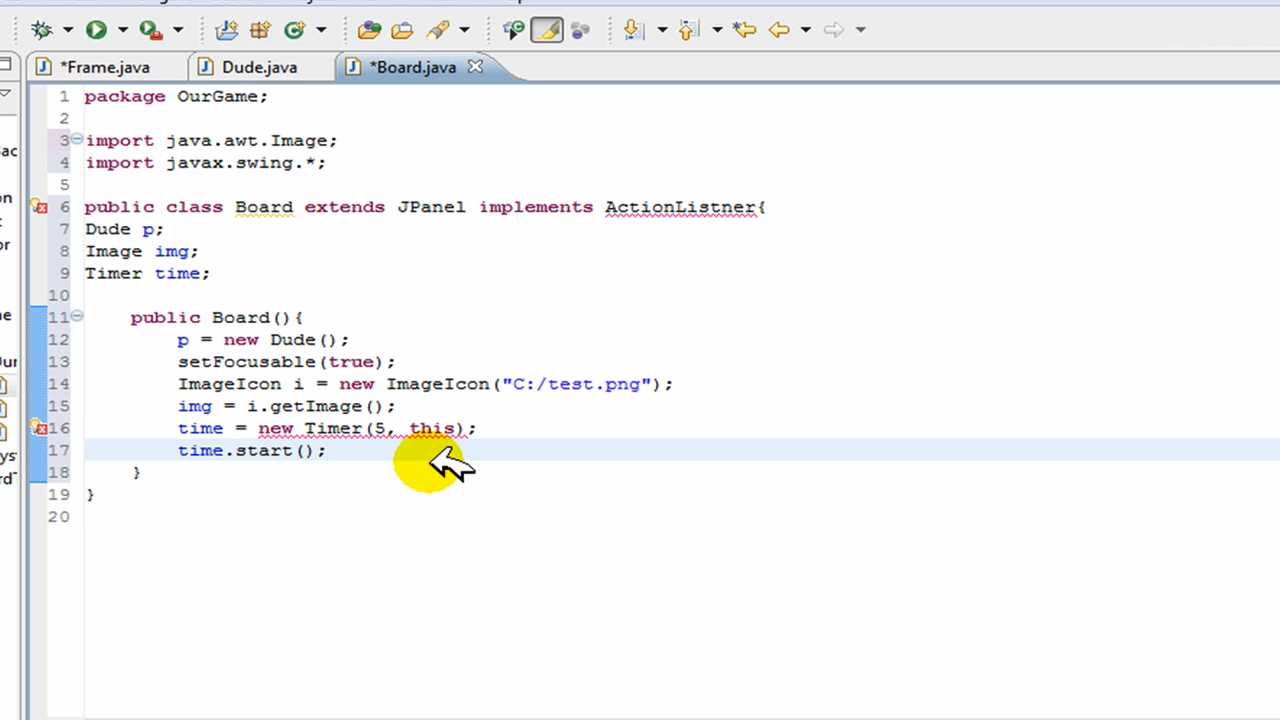 *Frame.java
Dude.java
*Board.java
1 package OurGame;
2
3 import java.awt.Image;
4 import javax.swing.*;
5
6 public class Board extends JPanel implements ActionListner{
7 Dude p;
8 Image img;
9 Timer time;
10
11 public Board(){
12 p = new Dude();
13 setFocusable(true);
14 ImageIcon i = new ImageIcon("C:/test.png");
15 img = i.getImage();
16 time = new Timer(5, this);
17 time.start();
18 }
19 }
20